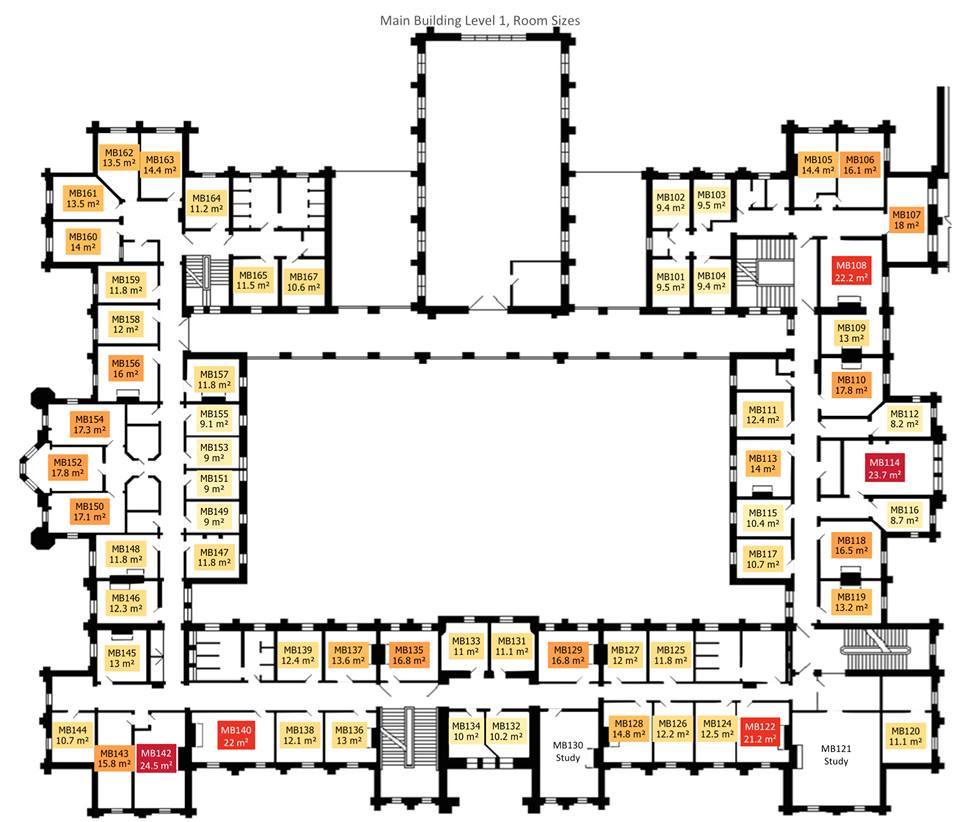 Main Building Level 1, Room Sizes
MB162
13.5 m²
MB163
14.4 m²
MB105
14.4 m²
MB106
16.1 m²
MB161
13.5 m²
MB164
11.2 m²
MB102
9.4 m²
MB103
9.5 m²
MB107
18 m²
MB160
14 m²
MB159
11.8 m²
MB165
11.5 m²
MB167
10.6 m²
MB101
9.5 m²
MB104
9.4 m²
MB108
22.2 m²
MB158
12 m²
MB109
13 m²
MB156
16 m²
MB157
11.8 m²
MB110
17.8 m²
MB154
17.3 m²
MB155
9.1 m²
MB111
12.4 m²
MB112
8.2 m²
MB152
17.8 m²
MB153
9 m²
MB113
14 m²
MB114
23.7 m²
MB151
9 m²
MB150
17.1 m²
MB149
9 m²
MB115
10.4 m²
MB116
8.7 m²
MB148
11.8 m²
MB147
11.8 m²
MB117
10.7 m²
MB118
16.5 m²
MB146
12.3 m²
MB119
13.2 m²
MB145
13 m²
MB139
12.4 m²
MB137
13.6 m²
MB135
16.8 m²
MB133
11 m²
MB131
11.1 m²
MB129
16.8 m²
MB127
12 m²
MB125
11.8 m²
MB144
10.7 m²
MB143
15.8 m²
MB142
24.5 m²
MB140
22 m²
MB138
12.1 m²
MB136
13 m²
MB134
10 m²
MB132
10.2 m²
MB130
Study
MB128
14.8 m²
MB126
12.2 m²
MB124
12.5 m²
MB122
21.2 m²
MB121
Study
MB120
11.1 m²